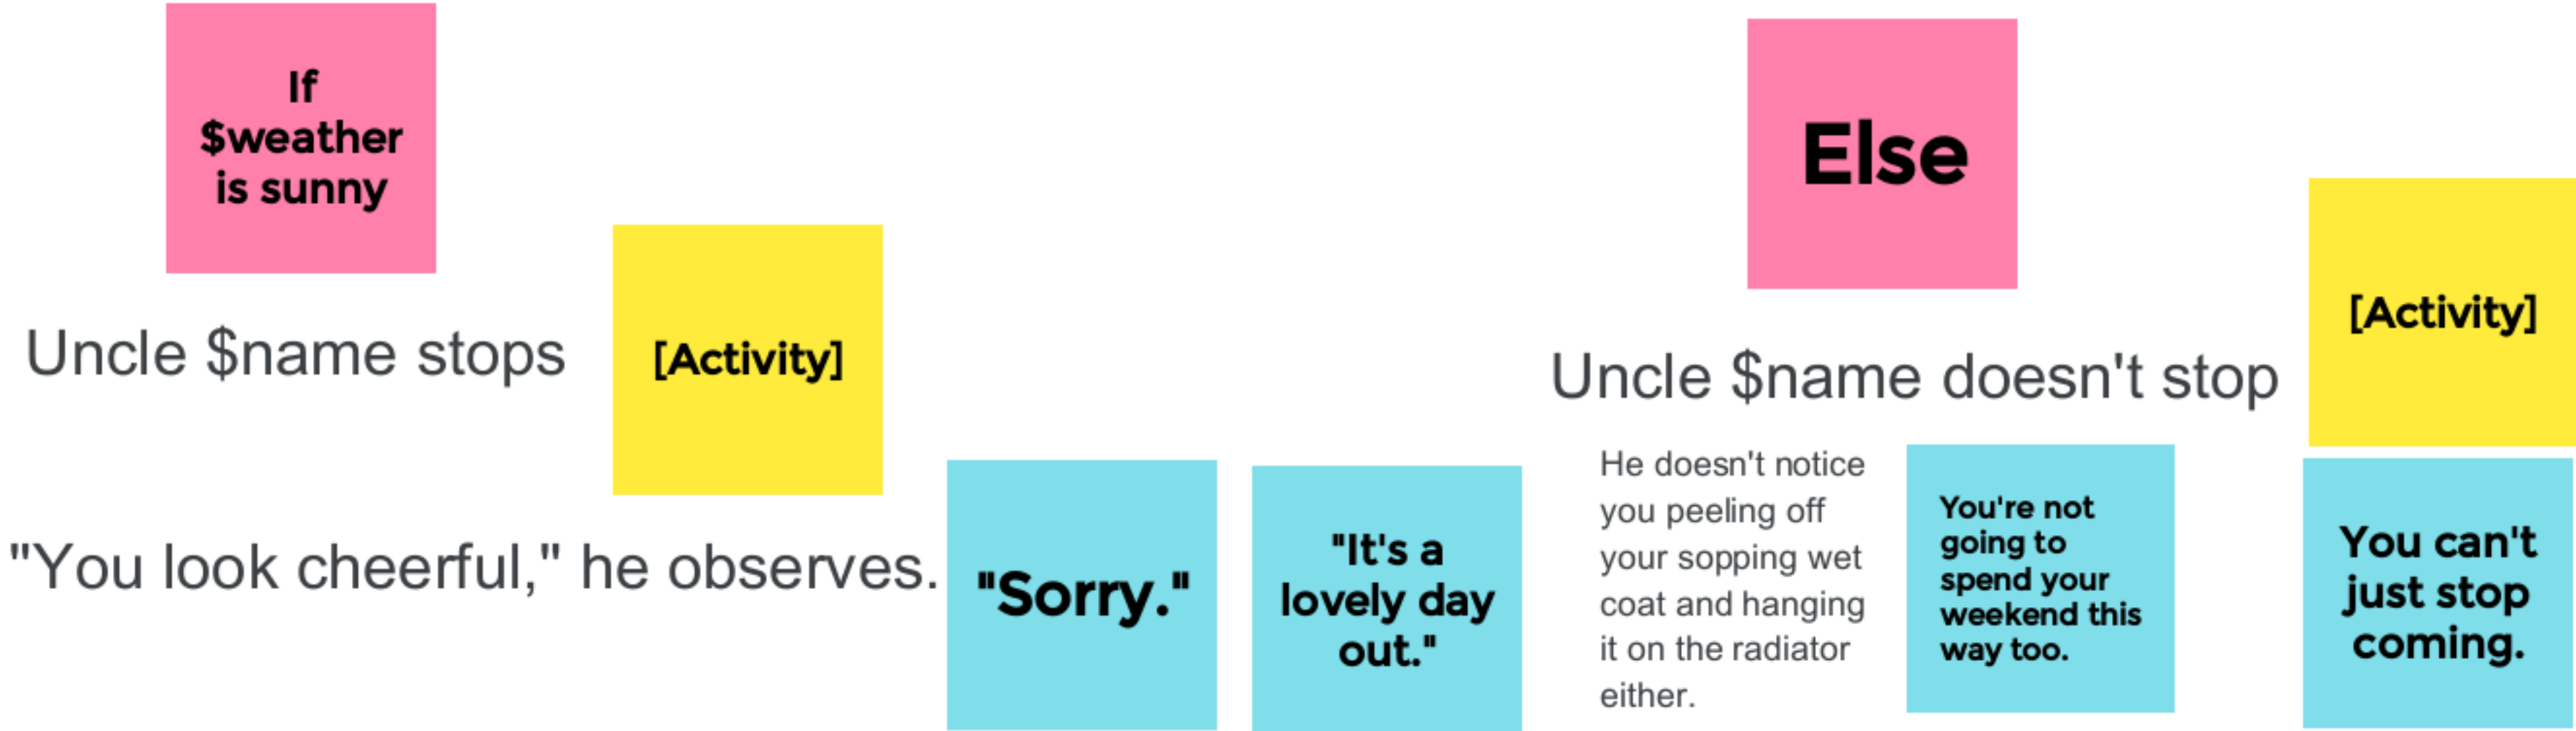 If
$weather
is sunny
Uncle $name stops
[Activity]
"You look cheerful," he observes.
"Sorry."
"It's a
lovely day
out."
Else
Uncle $name doesn't stop
[Activity]
He doesn't notice
you peeling off
your sopping wet
coat and hanging
it on the radiator
either.
You're not
going to
spend your
weekend this
way too.
You can't
just stop
coming.